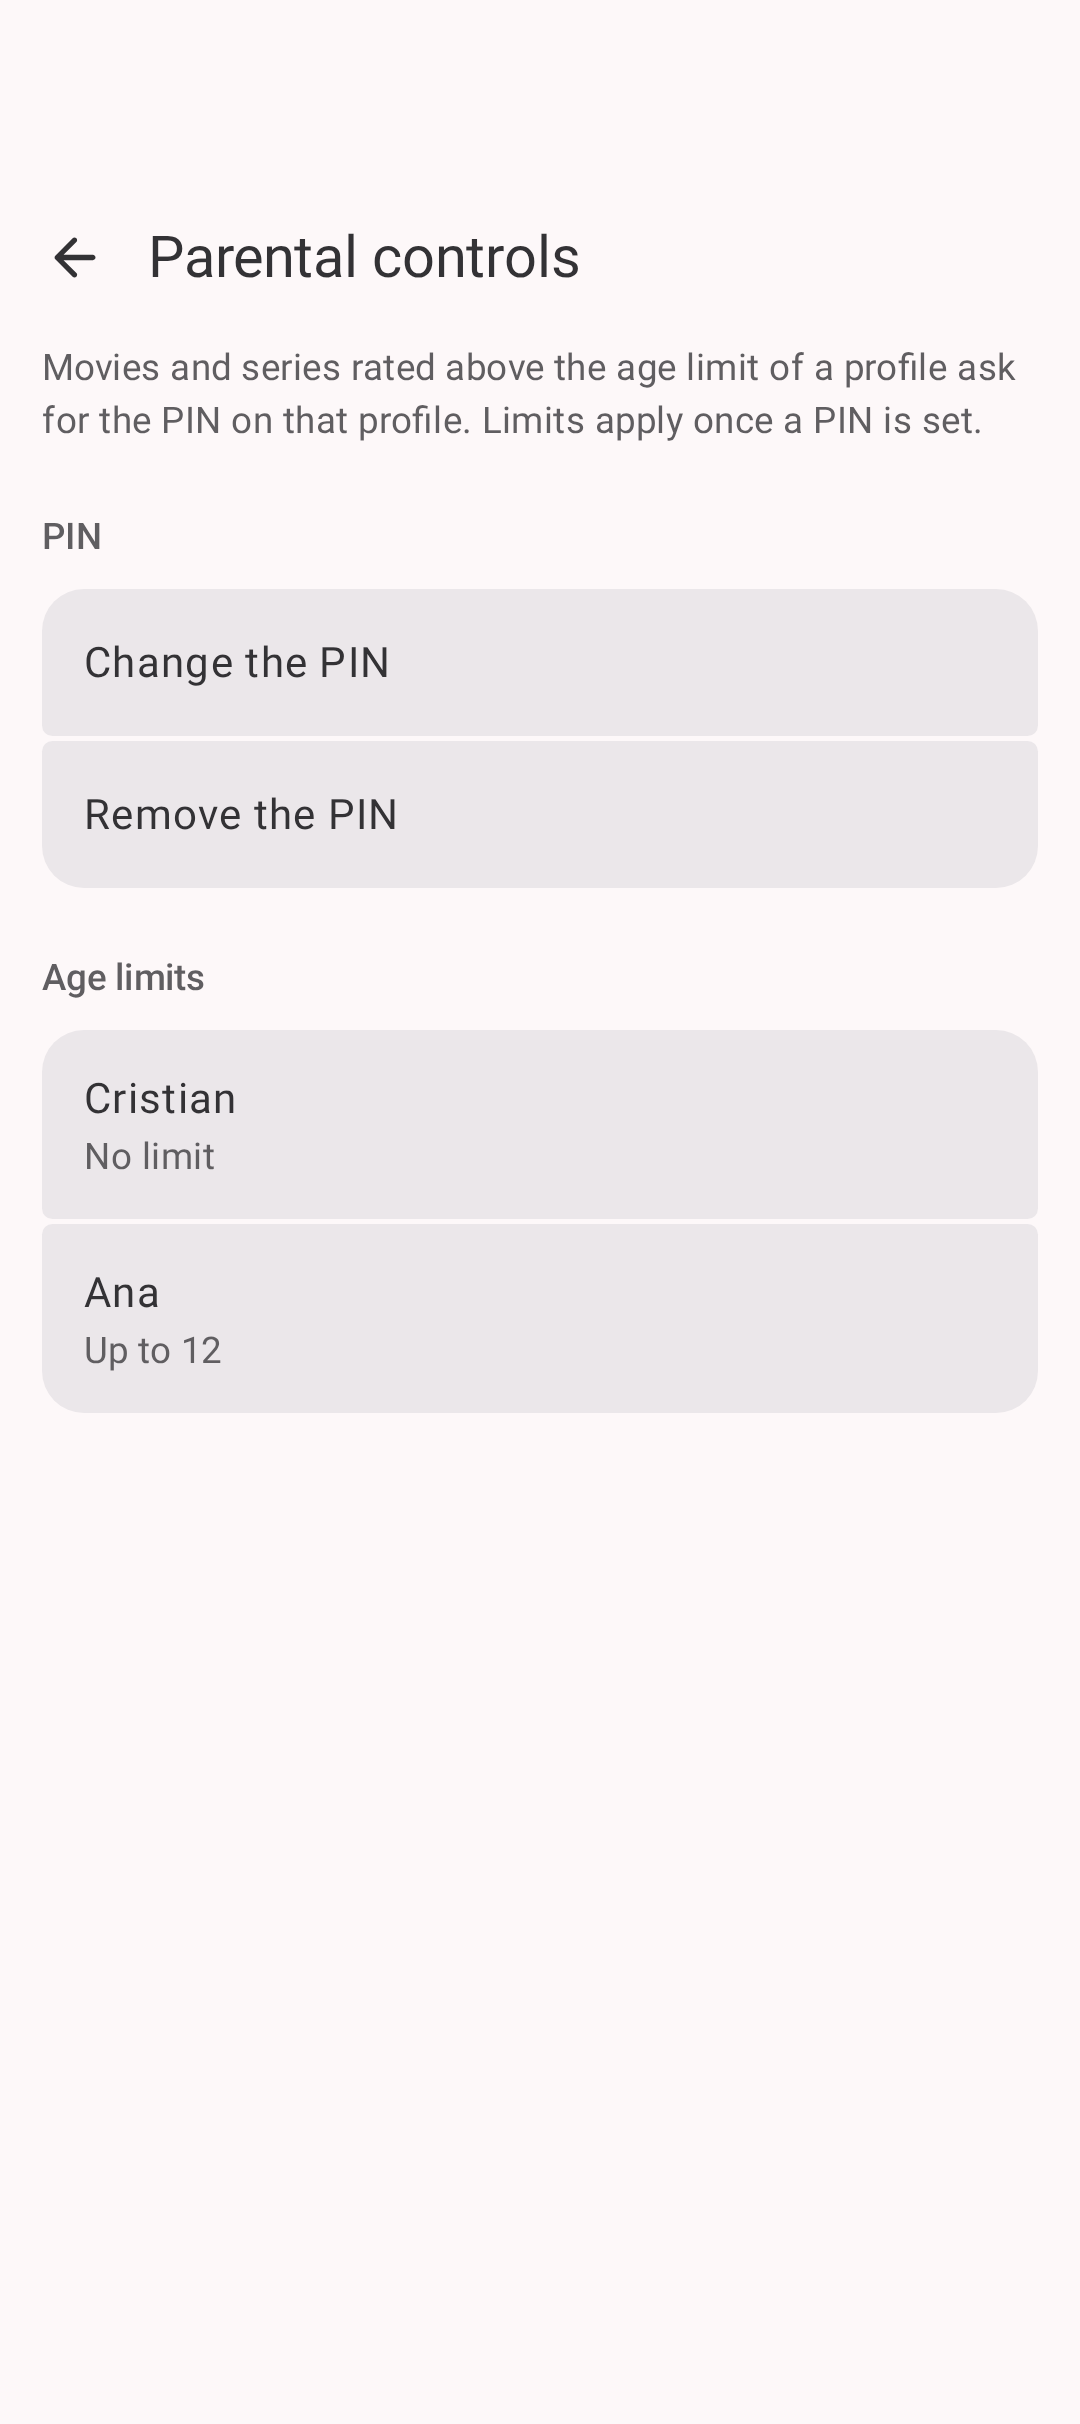 Parental controls
Movies and series rated above the age limit of a profile ask
for the PIN on that profile. Limits apply once a PIN is set.
PIN
Change the PIN
Remove the PIN
Age limits
Cristian
No limit
Ana
Up to 12